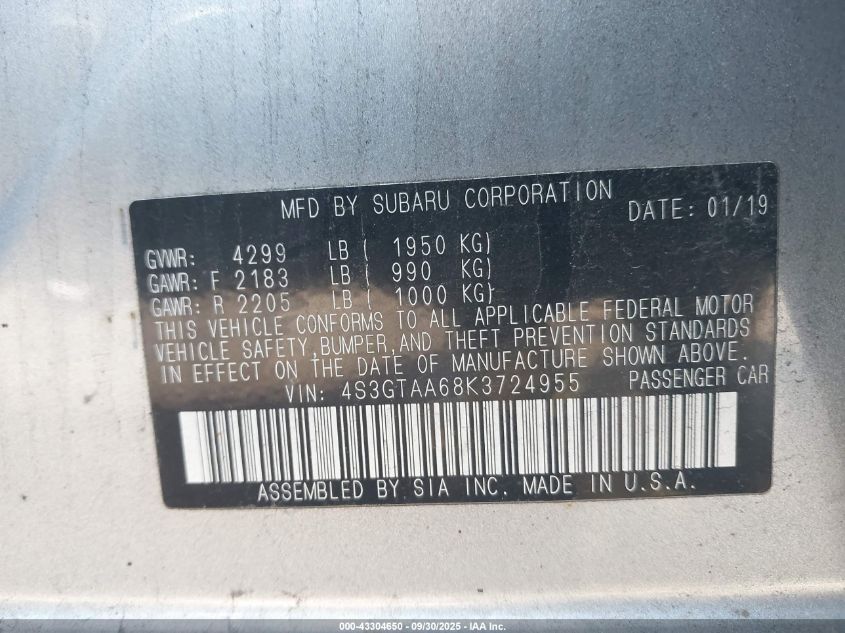 MFD BY SUBARU CORPORATION DATE: 01/19
GVWR: 4299 LB ( 1950 KG)
GAWR: F 2183 LB ( 990 KG)
GAWR: R 2205 LB ( 1000 KG)
THIS VEHICLE CONFORMS TO ALL APPLICABLE FEDERAL MOTOR
VEHICLE SAFETY, BUMPER, AND THEFT PREVENTION STANDARDS
IN EFFECT ON THE DATE OF MANUFACTURE SHOWN ABOVE.
VIN: 4S3GTAA68K3724955 PASSENGER CAR
ASSEMBLED BY SIA INC. MADE IN U.S.A.
000-43304650 - 09/30/2025 - IAA Inc.